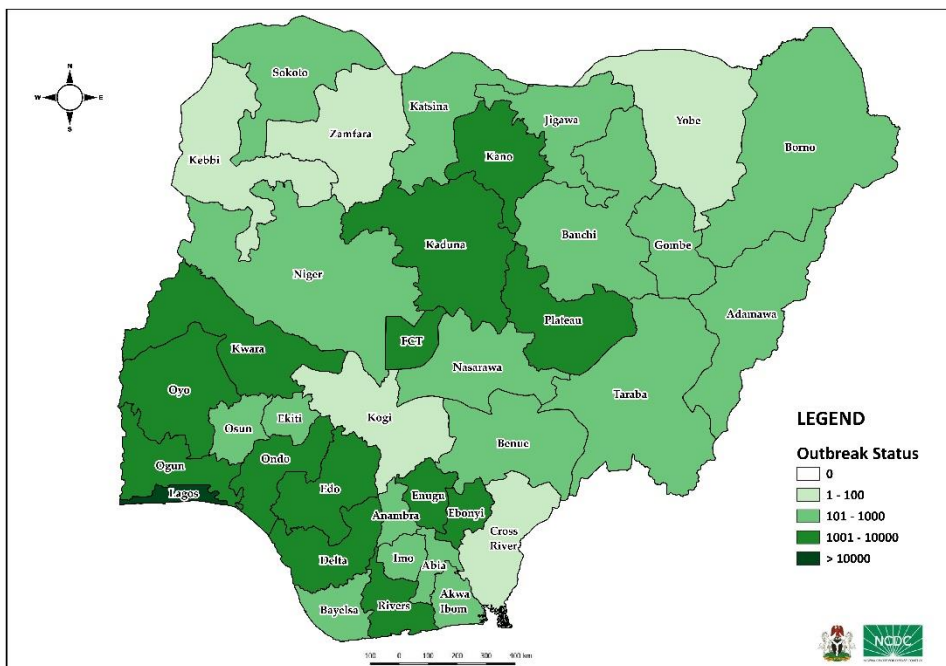 N
W
E
S
Sokoto
Katsina
Jigawa
Yobe
Borno
Kebbi
Zamfara
Kano
Bauchi
Gombe
Kaduna
Niger
Adamawa
Plateau
FCT
Kwara
Nasarawa
Taraba
Oyo
Kogi
Osun
Ekiti
Benue
Ogun
Ondo
Lagos
Edo
Enugu
Ebonyi
Anambra
Cross
River
Delta
Imo
Abia
Akwa
Ibom
Bayelsa
Rivers
LEGEND
Outbreak Status
0
1 - 100
101 - 1000
1001 - 10000
> 10000
100 0 100 200 300 400 km
NCDC